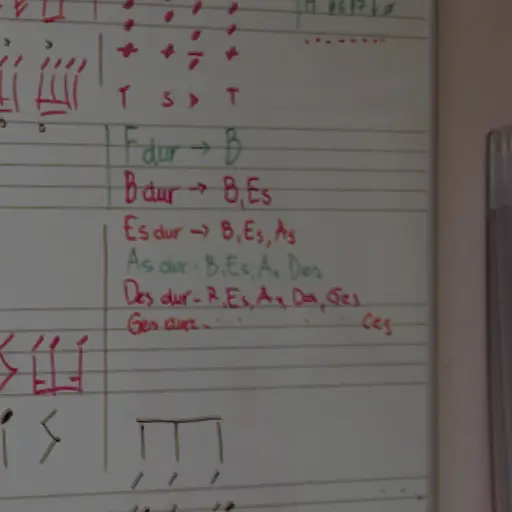 T S D T
F dur → B
B dur → B, Es
Es dur → B, Es, As
As dur - B, Es, As, Des
Des dur - B, Es, As, Des, Ges
Ges dur - Ces